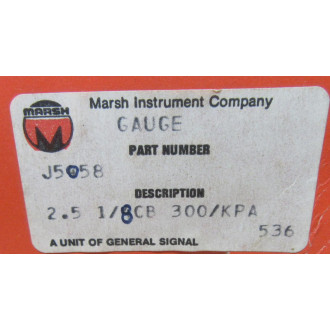 MARSH
Marsh Instrument Company
GAUGE
PART NUMBER
J5058
DESCRIPTION
2.5 1/8CB 300/KPA
536
A UNIT OF GENERAL SIGNAL